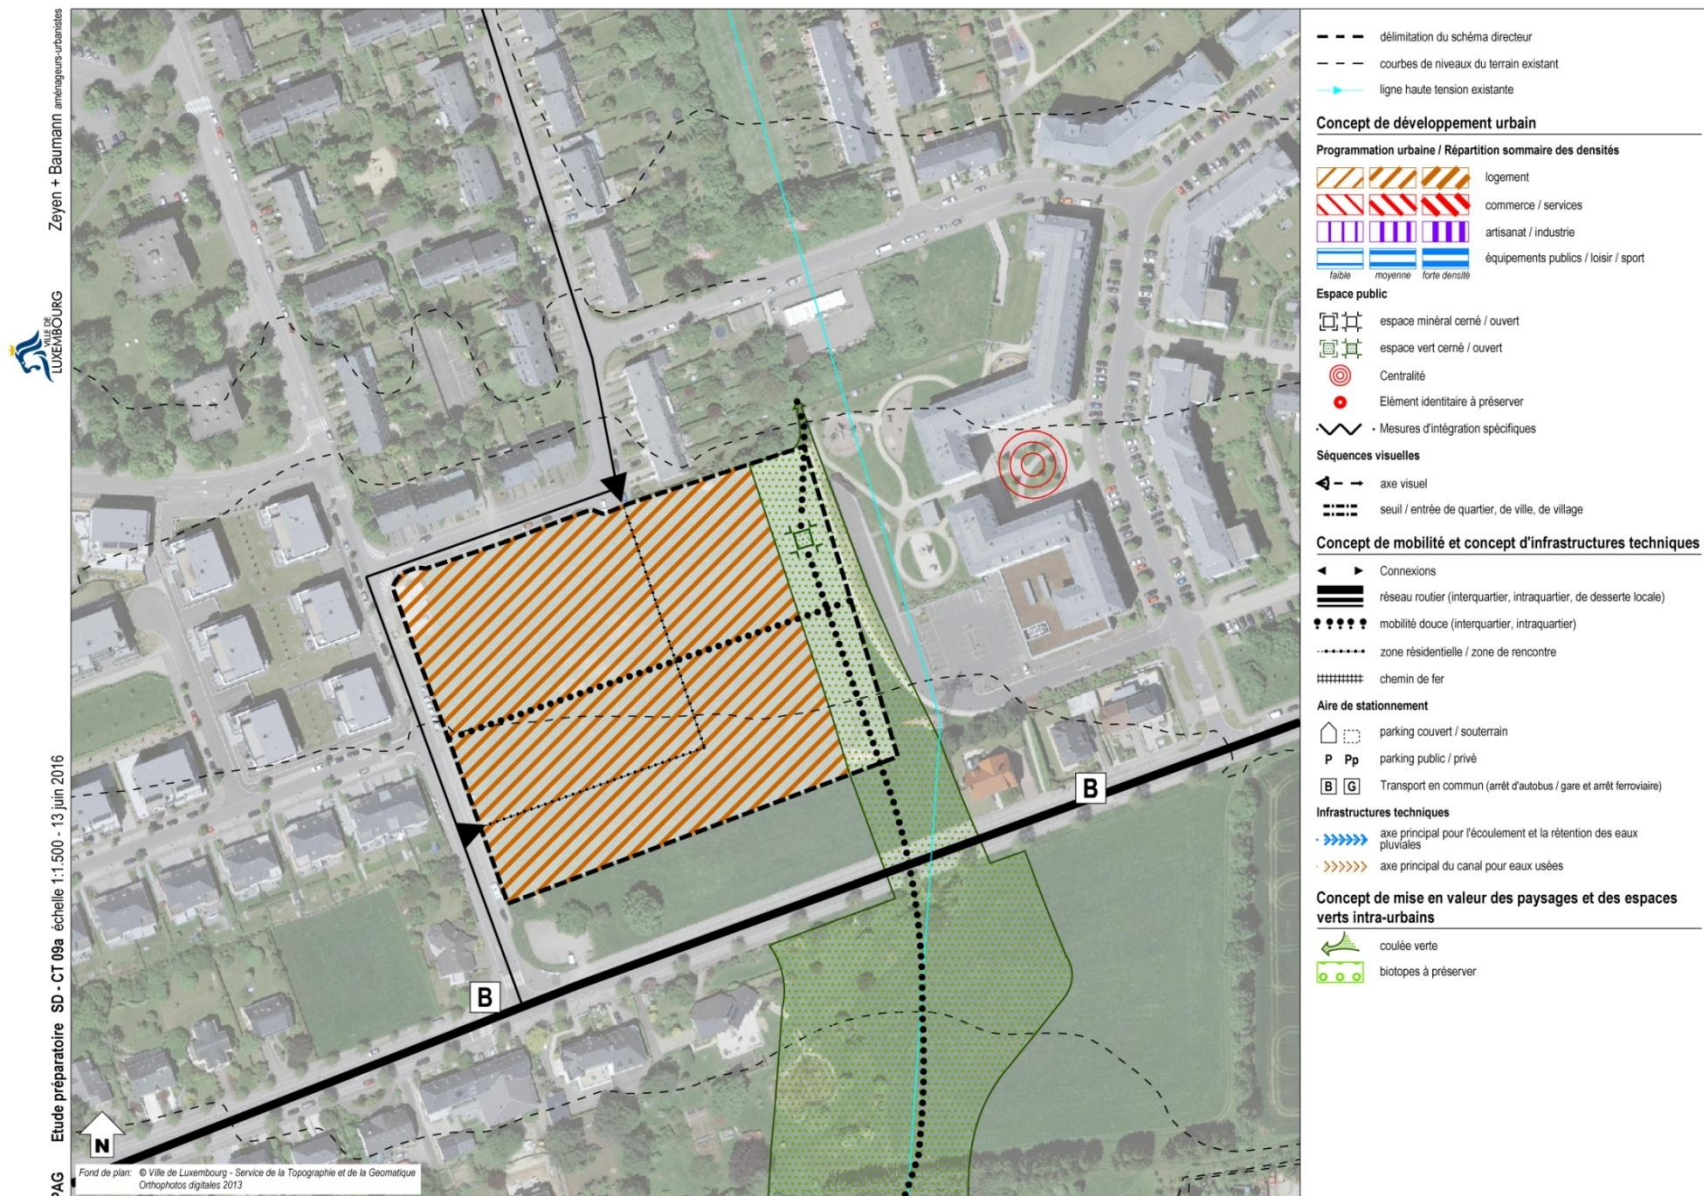 Zeyen + Baumann aménageurs-urbanistes
VILLE DE
LUXEMBOURG
Etude préparatoire SD - CT 09a échelle 1:1.500 - 13 juin 2016
PAG
B
B
N
Fond de plan: © Ville de Luxembourg - Service de la Topographie et de la Géomatique
Orthophotos digitales 2013
délimitation du schéma directeur
courbes de niveaux du terrain existant
ligne haute tension existante
Concept de développement urbain
Programmation urbaine / Répartition sommaire des densités
logement
commerce / services
artisanat / industrie
équipements publics / loisir / sport
faible moyenne forte densité
Espace public
espace minéral cerné / ouvert
espace vert cerné / ouvert
Centralité
Elément identitaire à préserver
Mesures d'intégration spécifiques
Séquences visuelles
axe visuel
seuil / entrée de quartier, de ville, de village
Concept de mobilité et concept d'infrastructures techniques
Connexions
réseau routier (interquartier, intraquartier, de desserte locale)
mobilité douce (interquartier, intraquartier)
zone résidentielle / zone de rencontre
chemin de fer
Aire de stationnement
parking couvert / souterrain
P Pp parking public / privé
B G Transport en commun (arrêt d'autobus / gare et arrêt ferroviaire)
Infrastructures techniques
axe principal pour l'écoulement et la rétention des eaux
pluviales
axe principal du canal pour eaux usées
Concept de mise en valeur des paysages et des espaces
verts intra-urbains
coulée verte
biotopes à préserver